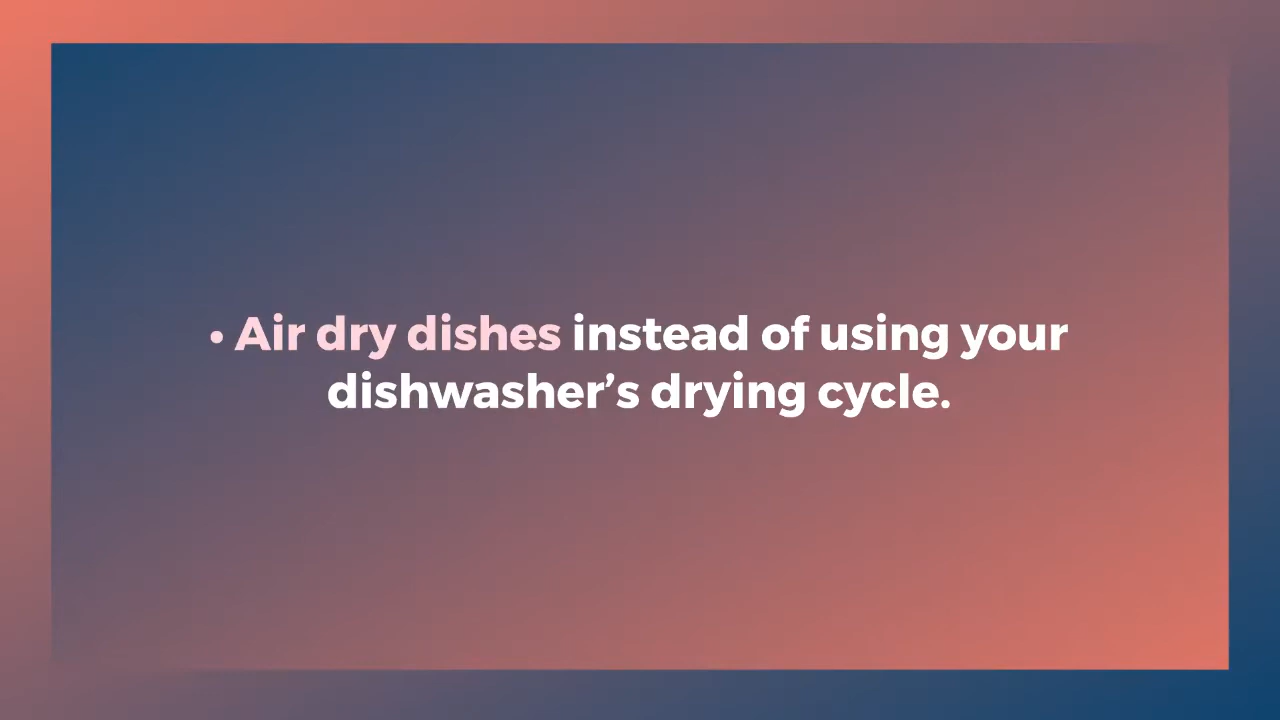 • Air dry dishes instead of using your
dishwasher’s drying cycle.